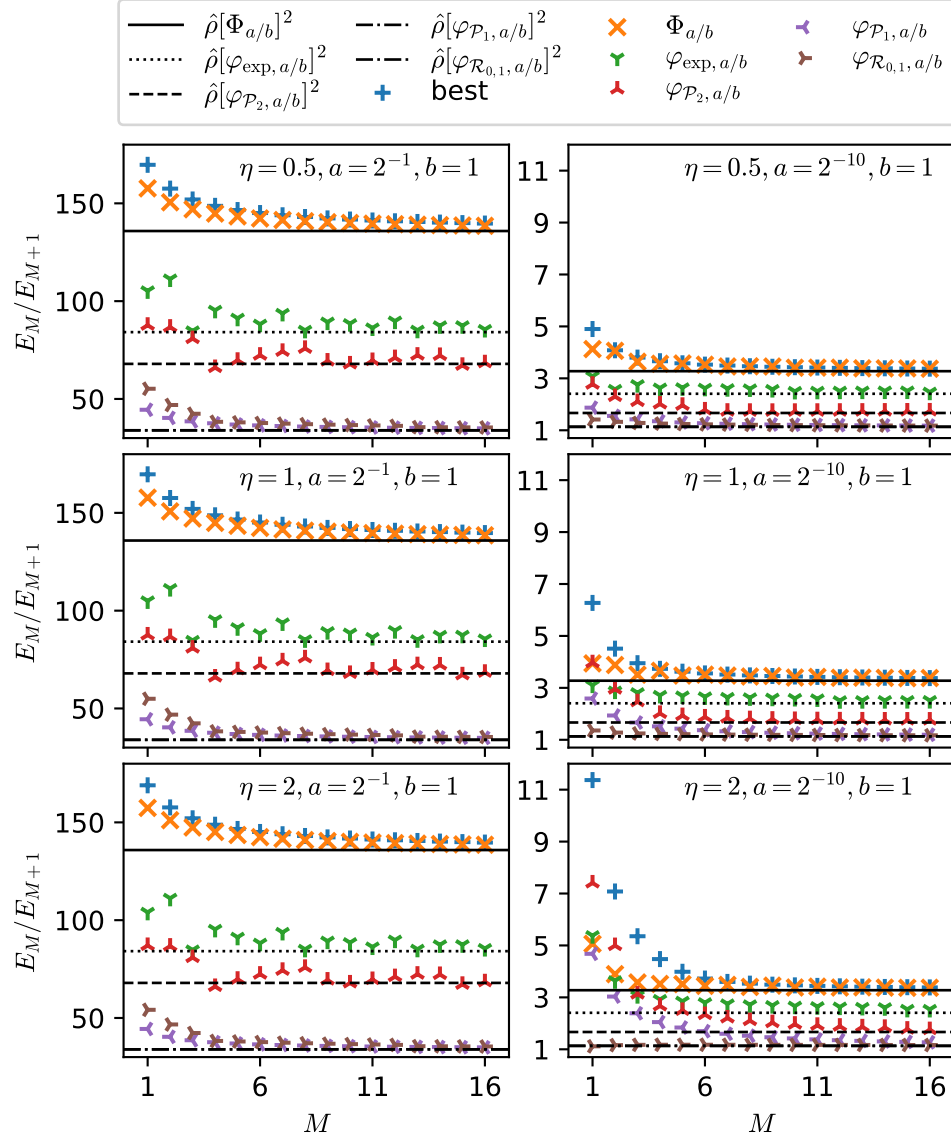 ρ̂[Φ_{a/b}]² ρ̂[φ_{𝒫₁, a/b}]² Φ_{a/b} φ_{𝒫₁, a/b}
ρ̂[φ_{exp, a/b}]² ρ̂[φ_{ℛ_{0,1}, a/b}]² φ_{exp, a/b} φ_{ℛ_{0,1}, a/b}
ρ̂[φ_{𝒫₂, a/b}]² best φ_{𝒫₂, a/b}
η = 0.5, a = 2⁻¹, b = 1
150
100
50
E_M/E_{M+1}
η = 0.5, a = 2⁻¹⁰, b = 1
11
9
7
5
3
1
η = 1, a = 2⁻¹, b = 1
150
100
50
E_M/E_{M+1}
η = 1, a = 2⁻¹⁰, b = 1
11
9
7
5
3
1
η = 2, a = 2⁻¹, b = 1
150
100
50
E_M/E_{M+1}
1 6 11 16
M
η = 2, a = 2⁻¹⁰, b = 1
11
9
7
5
3
1
1 6 11 16
M